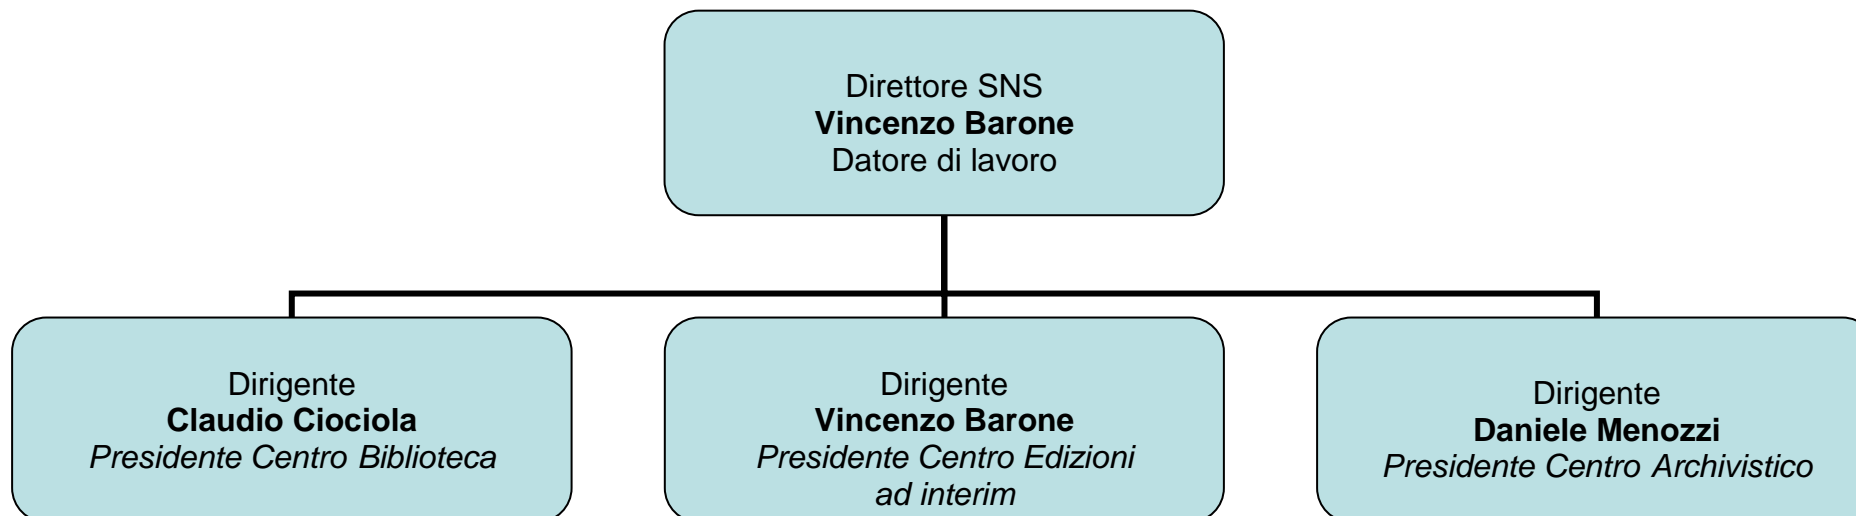 Direttore SNS
Vincenzo Barone
Datore di lavoro
Dirigente
Claudio Ciociola
Presidente Centro Biblioteca
Dirigente
Vincenzo Barone
Presidente Centro Edizioni
ad interim
Dirigente
Daniele Menozzi
Presidente Centro Archivistico